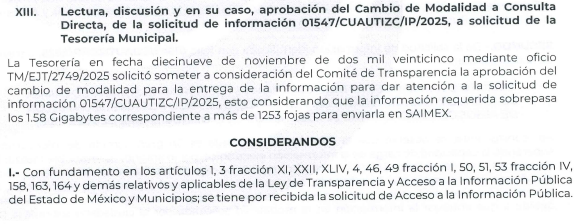 XIII. Lectura, discusión y en su caso, aprobación del Cambio de Modalidad a Consulta
Directa, de la solicitud de información 01547/CUAUTIZC/IP/2025, a solicitud de la
Tesorería Municipal.
La Tesorería en fecha diecinueve de noviembre de dos mil veinticinco mediante oficio
TM/EJT/2749/2025 solicitó someter a consideración del Comité de Transparencia la aprobación del
cambio de modalidad para la entrega de la información para dar atención a la solicitud de
información 01547/CUAUTIZC/IP/2025, esto considerando que la información requerida sobrepasa
los 1.58 Gigabytes correspondiente a más de 1253 fojas para enviarla en SAIMEX.
CONSIDERANDOS
I.- Con fundamento en los artículos 1, 3 fracción XI, XXII, XLIV, 4, 46, 49 fracción I, 50, 51, 53 fracción IV,
158, 163, 164 y demás relativos y aplicables de la Ley de Transparencia y Acceso a la Información Pública
del Estado de México y Municipios; se tiene por recibida la solicitud de Acceso a la Información Pública.